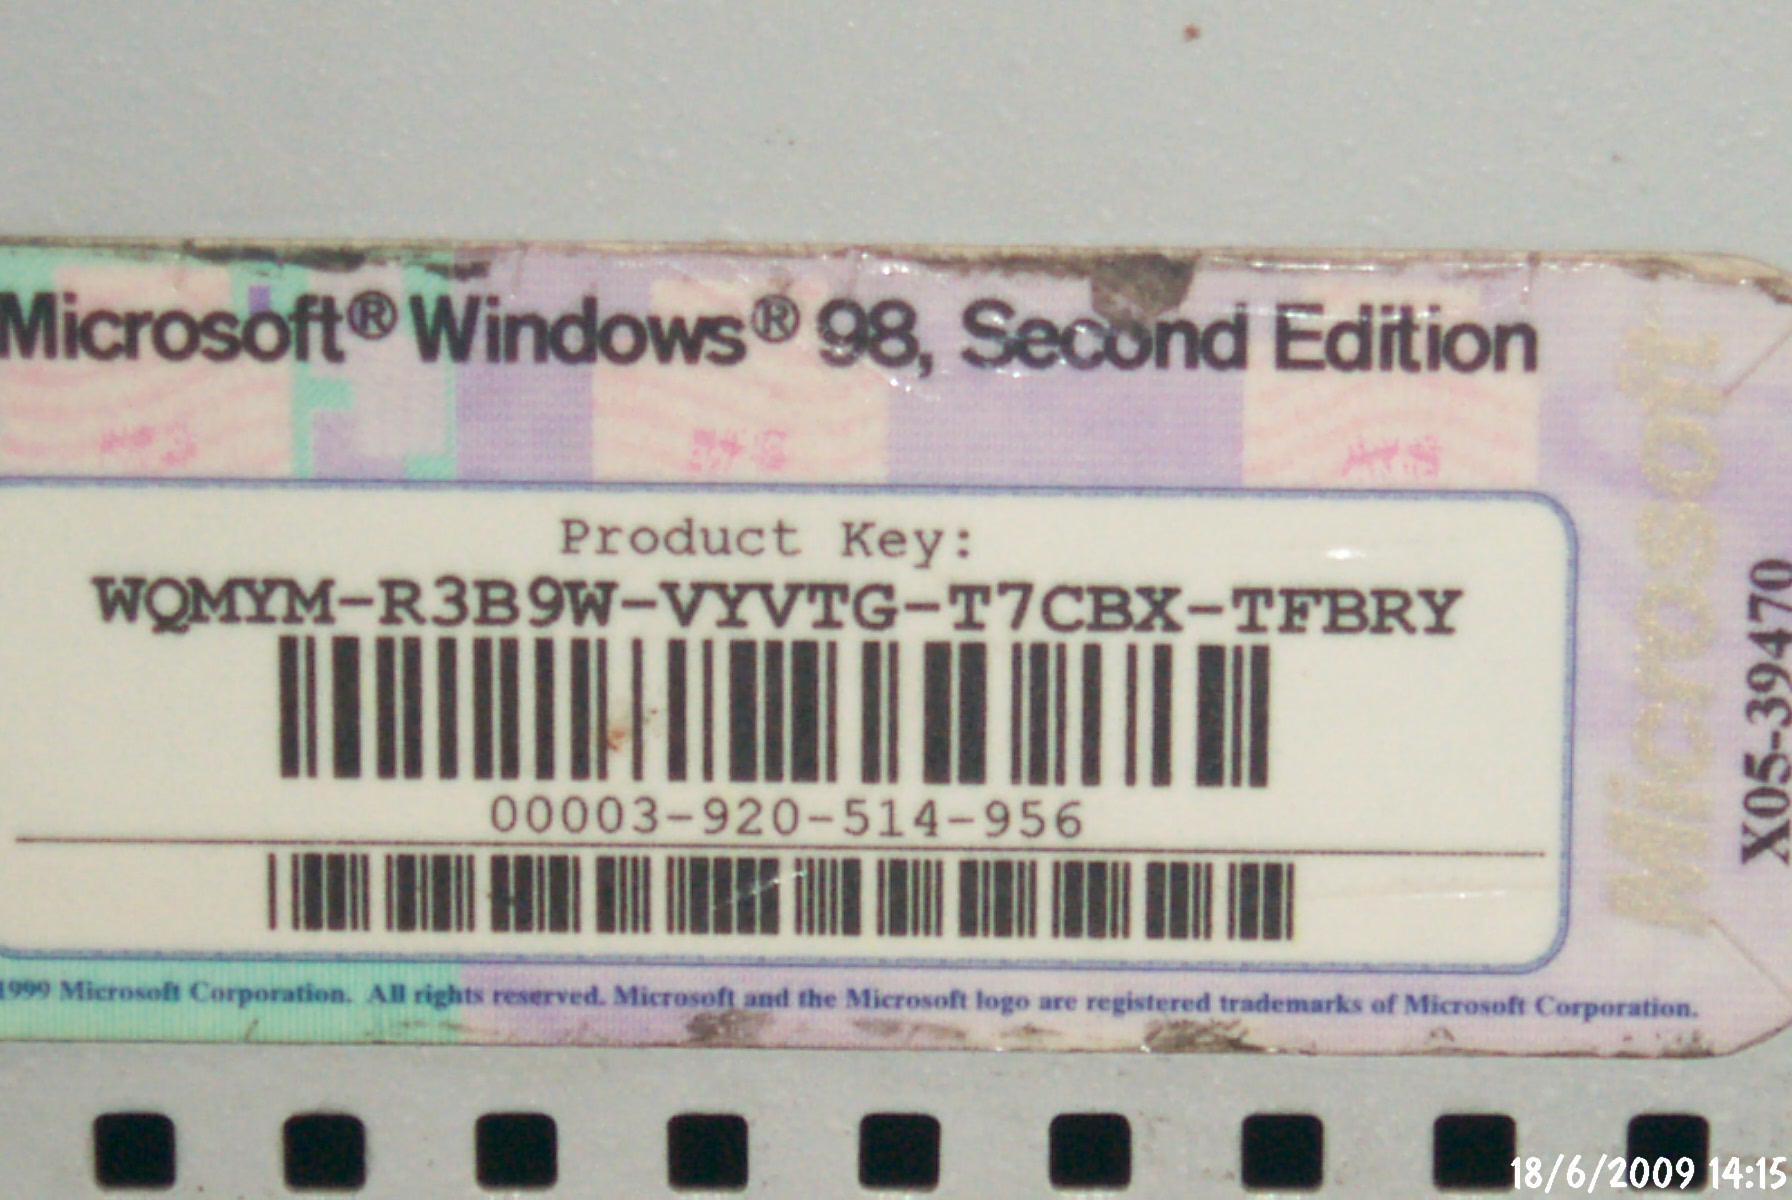 Microsoft® Windows® 98, Second Edition
Product Key:
WQMYM-R3B9W-VYVTG-T7CBX-TFBRY
00003-920-514-956
1999 Microsoft Corporation. All rights reserved. Microsoft and the Microsoft logo are registered trademarks of Microsoft Corporation.
Microsoft
X05-39470
18/6/2009 14:15